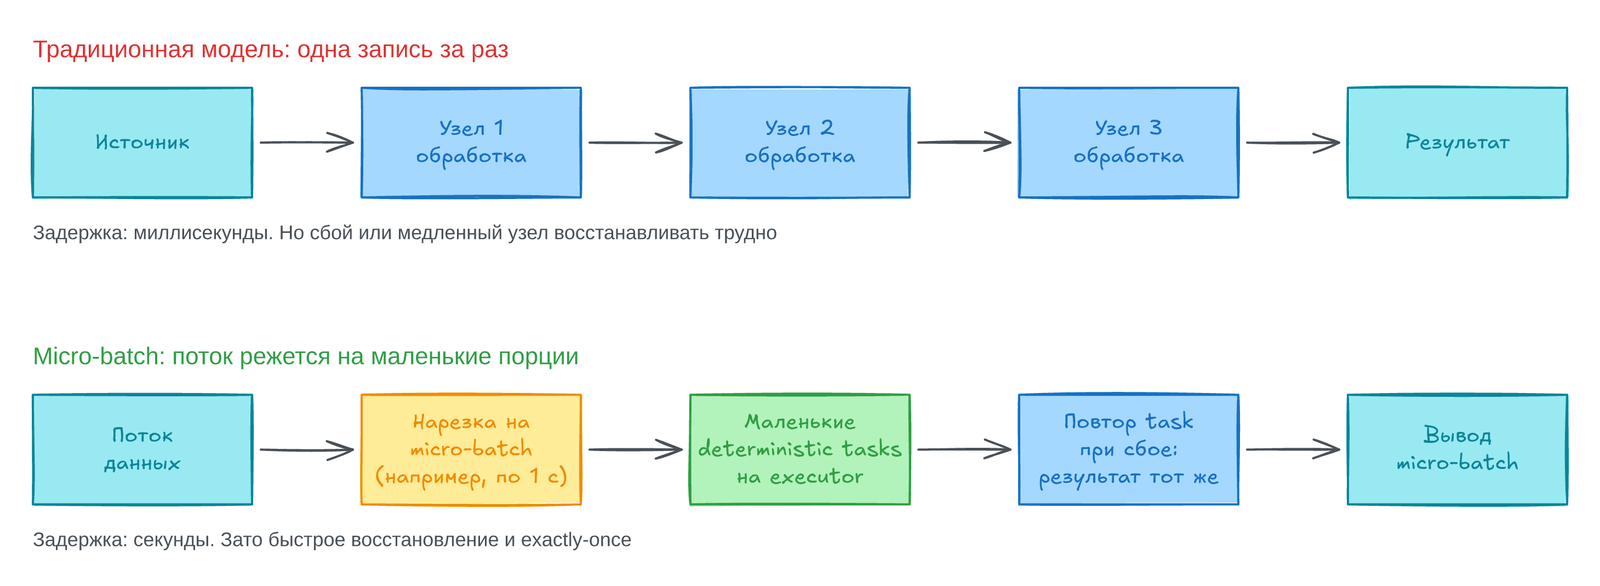 Традиционная модель: одна запись за раз
Источник
Узел 1
обработка
Узел 2
обработка
Узел 3
обработка
Результат
Задержка: миллисекунды. Но сбой или медленный узел восстанавливать трудно
Micro-batch: поток режется на маленькие порции
Поток
данных
Нарезка на
micro-batch
(например, по 1 с)
Маленькие
deterministic tasks
на executor
Повтор task
при сбое:
результат тот же
Вывод
micro-batch
Задержка: секунды. Зато быстрое восстановление и exactly-once